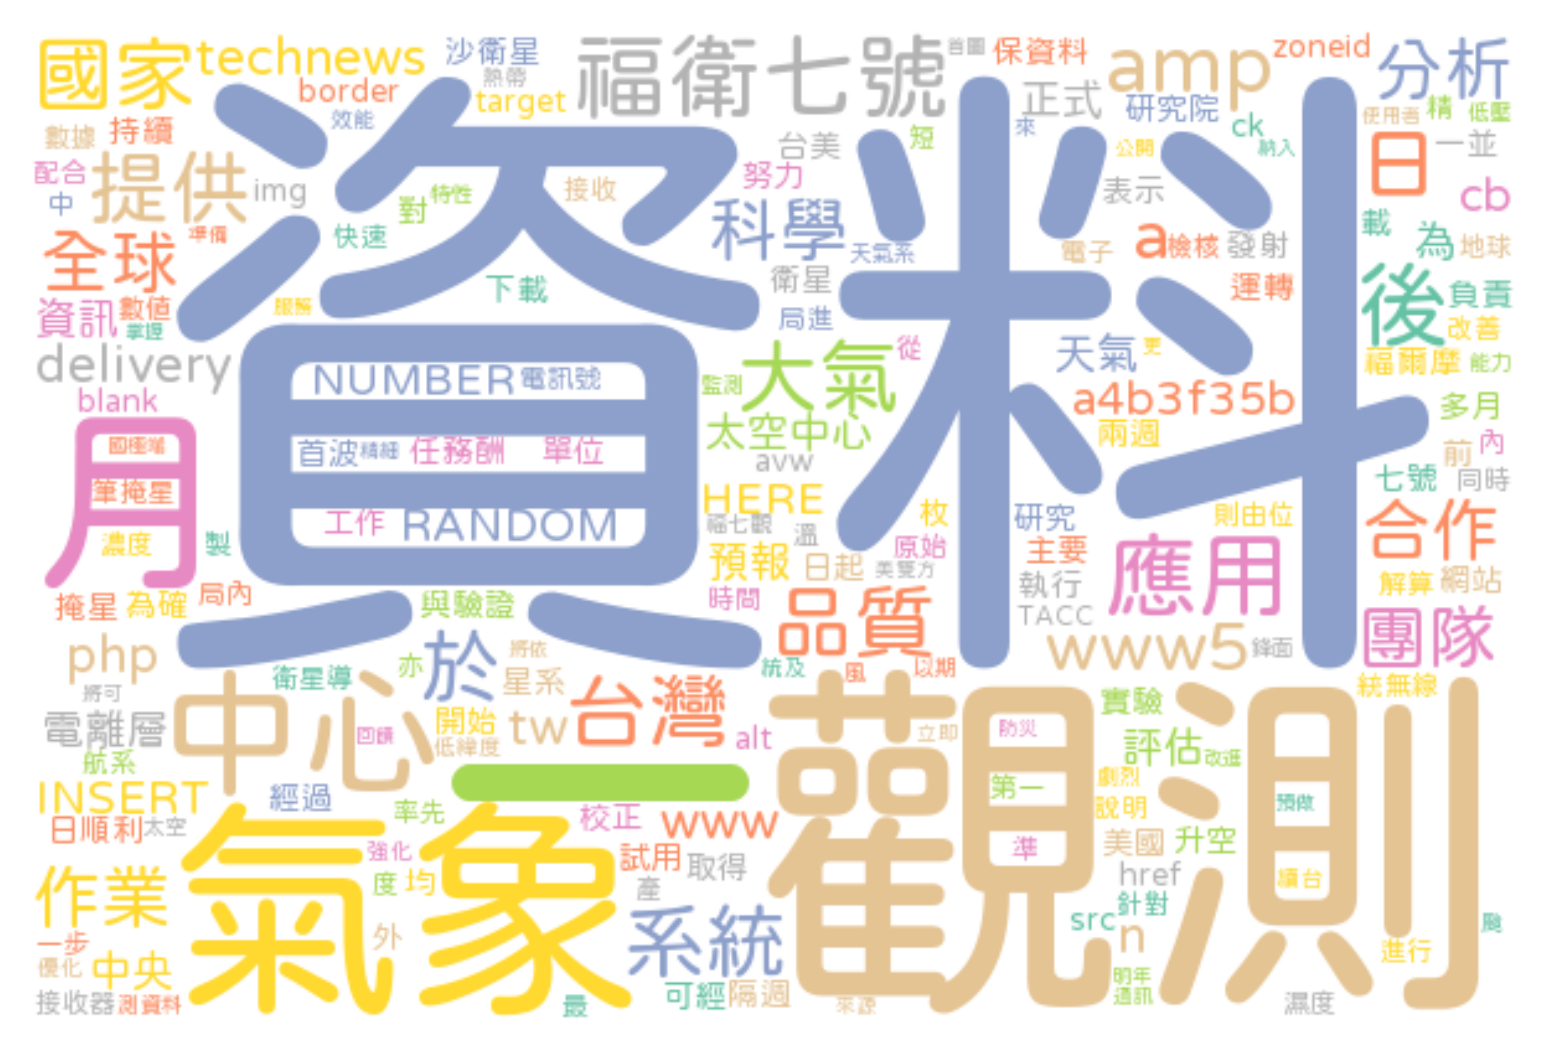 國家
technews
沙衛星
熱帶
福衛七號
首圖
保資料
amp
zoneid
分析
border
target
效能
數據
持續
正式
研究院
使用者
精
低壓
ck
來
納入
公開
短
台美
日
一並
配合
提供
img
中
特性
對
接收
努力
表示
cb
科學
載
全球
準備
快速
天氣系
電子
a
檢核
發射
為
地球
資料
下載
衛星
運轉
後
負責
資訊
數值
掌握
服務
局進
改善
delivery
大氣
從
天氣
更
福爾摩
能力
NUMBER
電訊號
監測
blank
a4b3f35b
多月
月
國極端
首波
精細
任務酬
單位
太空中心
兩週
內
前
avw
七號
同時
筆掩星
HERE
工作
RANDOM
福七觀
溫
枚
研究
則由位
合作
濃度
製
原始
主要
應用
預報
日起
美雙方
執行
解算
網站
掩星
為確
局內
與驗證
時間
品質
TACC
團隊
php
於
將依
www5
鋒面
亦
衛星導
星系
統及
風
以期
統無線
將可
電離層
中心
回饋
開始
低緯度
tw
台灣
alt
觀測
立即
防災
實驗
評估
改進
航系
一
INSERT
經過
率先
校正
www
第一
劇烈
說明
預做
日順利
太空
氣象
強化
試用
取得
準
美國
升空
作業
度
均
產
href
續台
一步
外
系統
src
針對
n
颱
優化
中央
進行
接收器
測資料
最
可經
隔週
來源
明年
通訊
濕度